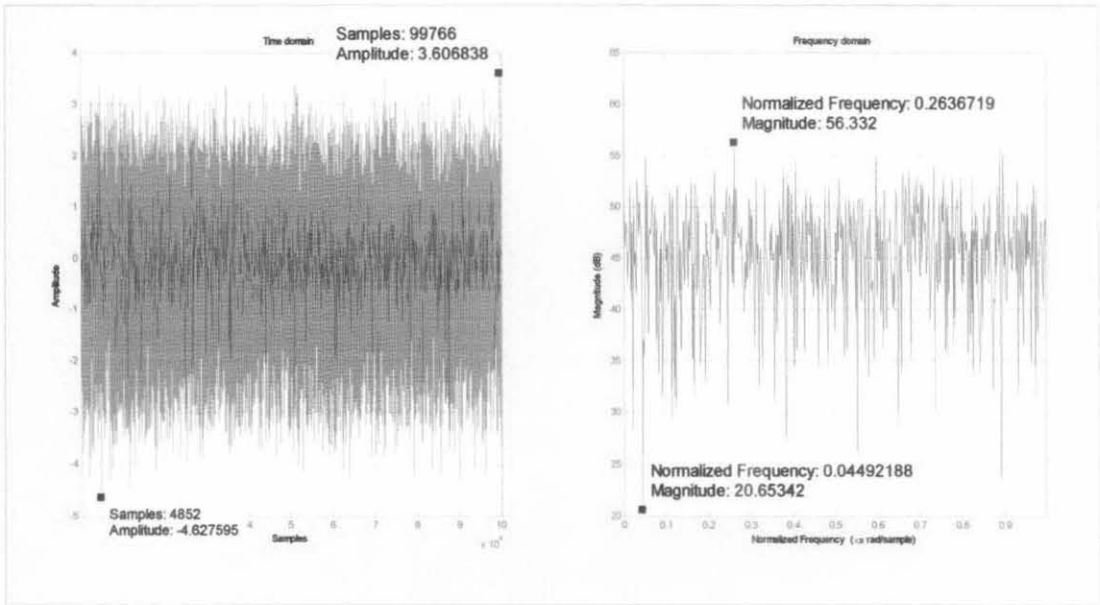 Time domain
Samples: 99766
Amplitude: 3.606838
4
3
2
1
0
-1
-2
-3
-4
-5
Amplitude
Samples: 4852
Amplitude: -4.627595
4
5
6
7
8
9
10
Samples
Frequency domain
65
60
55
50
45
40
35
30
25
20
Magnitude (dB)
Normalized Frequency: 0.2636719
Magnitude: 56.332
Normalized Frequency: 0.04492188
Magnitude: 20.65342
0
0.1
0.2
0.3
0.4
0.5
0.6
0.7
0.8
0.9
Normalized Frequency (×π rad/sample)